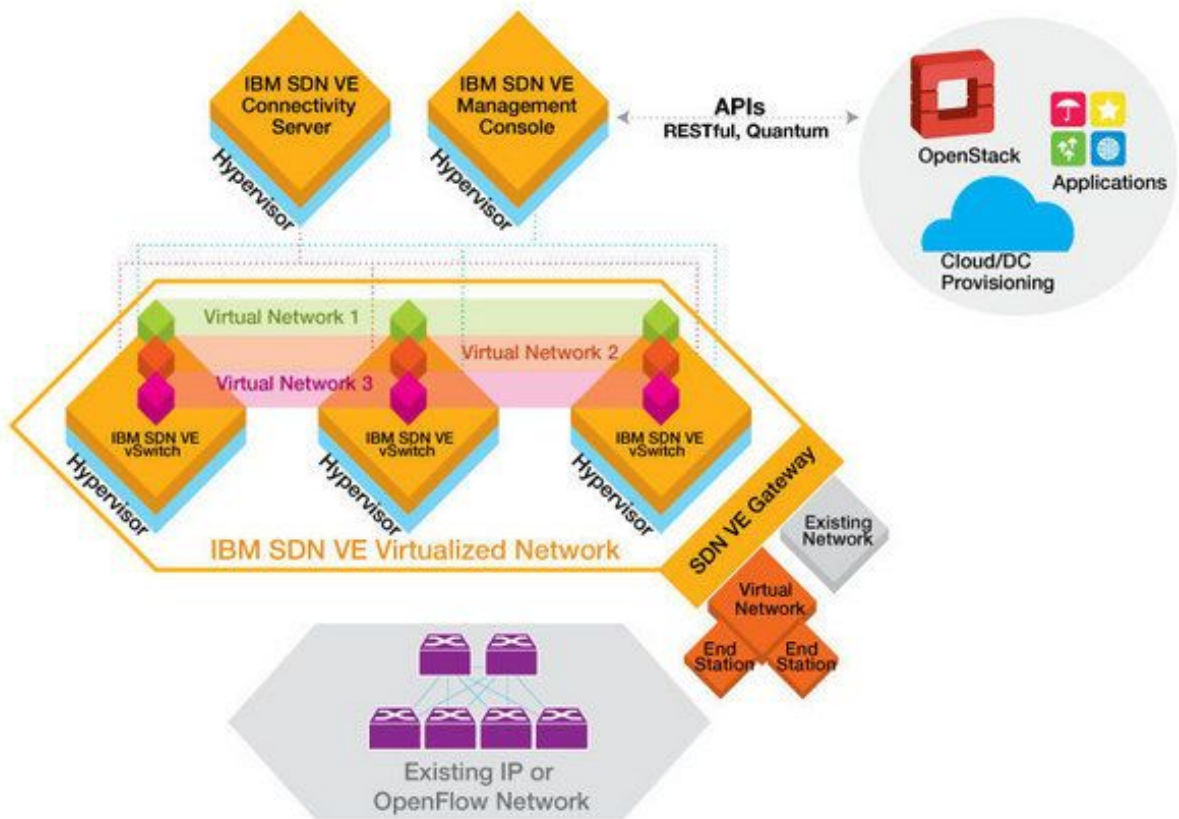 IBM SDN VE
Connectivity
Server
Hypervisor
IBM SDN VE
Management
Console
Hypervisor
APIs
RESTful, Quantum
OpenStack
Applications
Cloud/DC
Provisioning
Virtual Network 1
Virtual Network 2
Virtual Network 3
IBM SDN VE
vSwitch
Hypervisor
IBM SDN VE
vSwitch
Hypervisor
IBM SDN VE
vSwitch
Hypervisor
IBM SDN VE Virtualized Network
SDN VE Gateway
Existing
Network
Virtual
Network
End
Station
End
Station
Existing IP or
OpenFlow Network